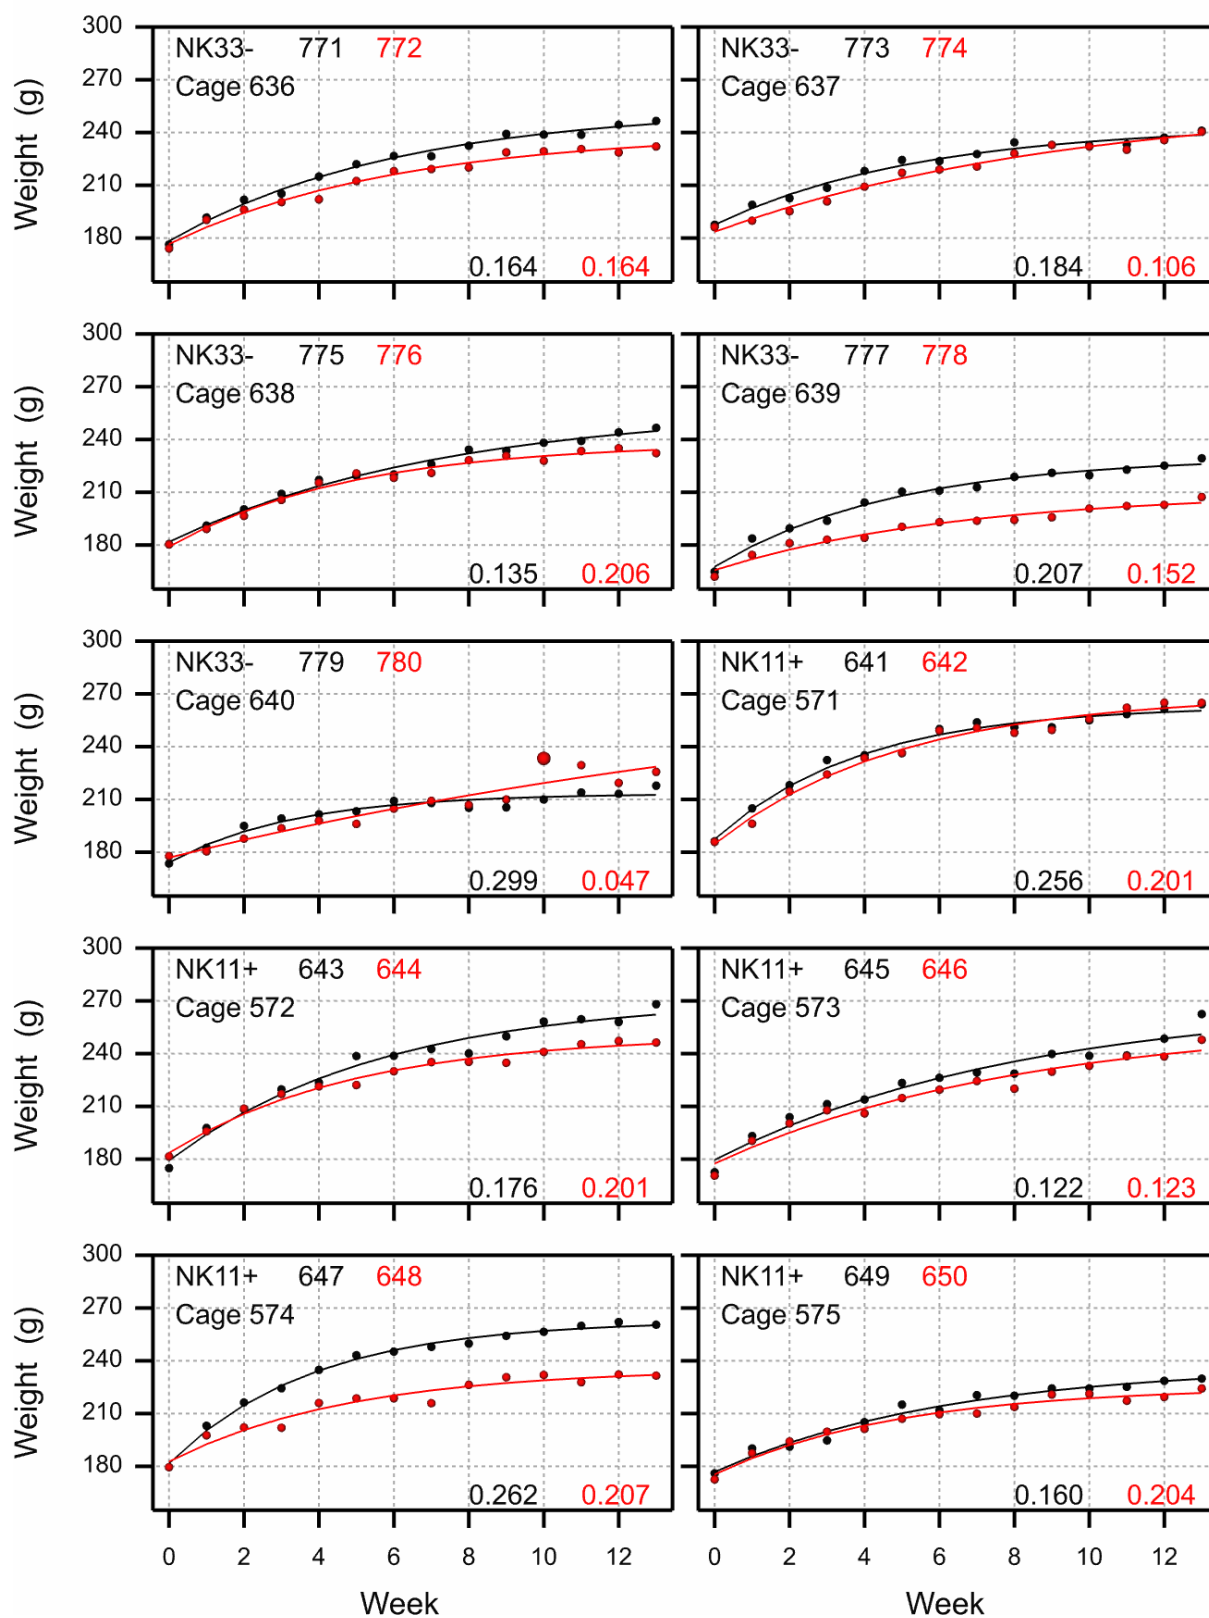 300
270
240
210
180
Weight (g)
NK33- 771 772
Cage 636
0.164 0.164
NK33- 773 774
Cage 637
0.184 0.106
300
270
240
210
180
Weight (g)
NK33- 775 776
Cage 638
0.135 0.206
NK33- 777 778
Cage 639
0.207 0.152
300
270
240
210
180
Weight (g)
NK33- 779 780
Cage 640
0.299 0.047
NK11+ 641 642
Cage 571
0.256 0.201
300
270
240
210
180
Weight (g)
NK11+ 643 644
Cage 572
0.176 0.201
NK11+ 645 646
Cage 573
0.122 0.123
300
270
240
210
180
Weight (g)
NK11+ 647 648
Cage 574
0.262 0.207
NK11+ 649 650
Cage 575
0.160 0.204
0 2 4 6 8 10 12
0 2 4 6 8 10 12
Week
Week